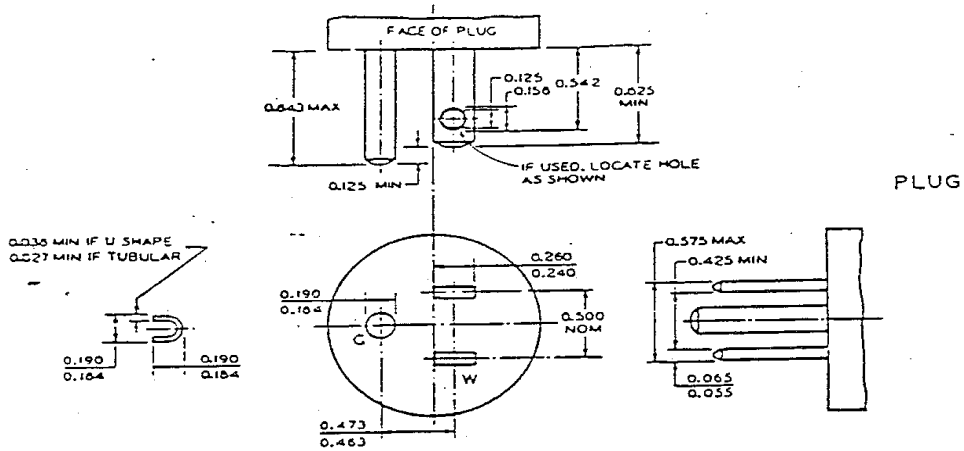 FACE OF PLUG
0.125
0.156
0.542
0.625
MIN
0.843 MAX
0.125 MIN
IF USED, LOCATE HOLE
AS SHOWN
PLUG
0.036 MIN IF U SHAPE
0.027 MIN IF TUBULAR
0.190
0.184
0.190
0.184
0.190
0.184
G
0.260
0.240
0.500
NOM
W
0.473
0.463
0.575 MAX
0.425 MIN
0.065
0.055